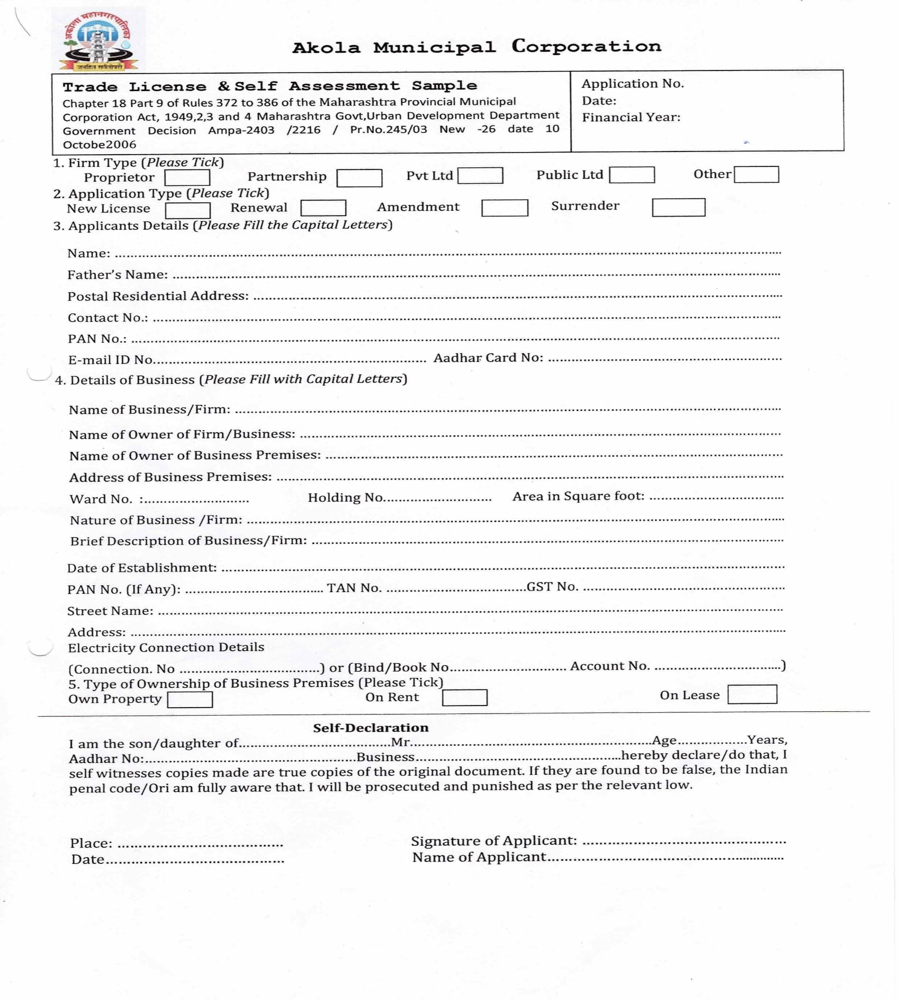 अकोला महानगरपालिका
जनहित सर्वोपरी
Akola Municipal Corporation
Trade License & Self Assessment Sample
Chapter 18 Part 9 of Rules 372 to 386 of the Maharashtra Provincial Municipal
Corporation Act, 1949,2,3 and 4 Maharashtra Govt,Urban Development Department
Government Decision Ampa-2403 /2216 / Pr.No.245/03 New -26 date 10
Octobe2006
Application No.
Date:
Financial Year:
1. Firm Type (Please Tick)
Proprietor Partnership Pvt Ltd Public Ltd Other
2. Application Type (Please Tick)
New License Renewal Amendment Surrender
3. Applicants Details (Please Fill the Capital Letters)
Name: ................................
Father's Name: ................................
Postal Residential Address: ................................
Contact No.: ................................
PAN No.: ................................
E-mail ID No................................ Aadhar Card No: ................................
4. Details of Business (Please Fill with Capital Letters)
Name of Business/Firm: ................................
Name of Owner of Firm/Business: ................................
Name of Owner of Business Premises: ................................
Address of Business Premises: ................................
Ward No. :........................... Holding No............................ Area in Square foot: ................................
Nature of Business /Firm: ................................
Brief Description of Business/Firm: ................................
Date of Establishment: ................................
PAN No. (If Any): ................................ TAN No. ................................GST No. ................................
Street Name: ................................
Address: ................................
Electricity Connection Details
(Connection. No ................................) or (Bind/Book No............................. Account No. ................................)
5. Type of Ownership of Business Premises (Please Tick)
Own Property On Rent On Lease
Self-Declaration
I am the son/daughter of................................Mr................................Age..................Years,
Aadhar No:................................Business................................hereby declare/do that, I
self witnesses copies made are true copies of the original document. If they are found to be false, the Indian
penal code/Ori am fully aware that. I will be prosecuted and punished as per the relevant low.
Place: ................................ Signature of Applicant: ................................
Date................................ Name of Applicant................................